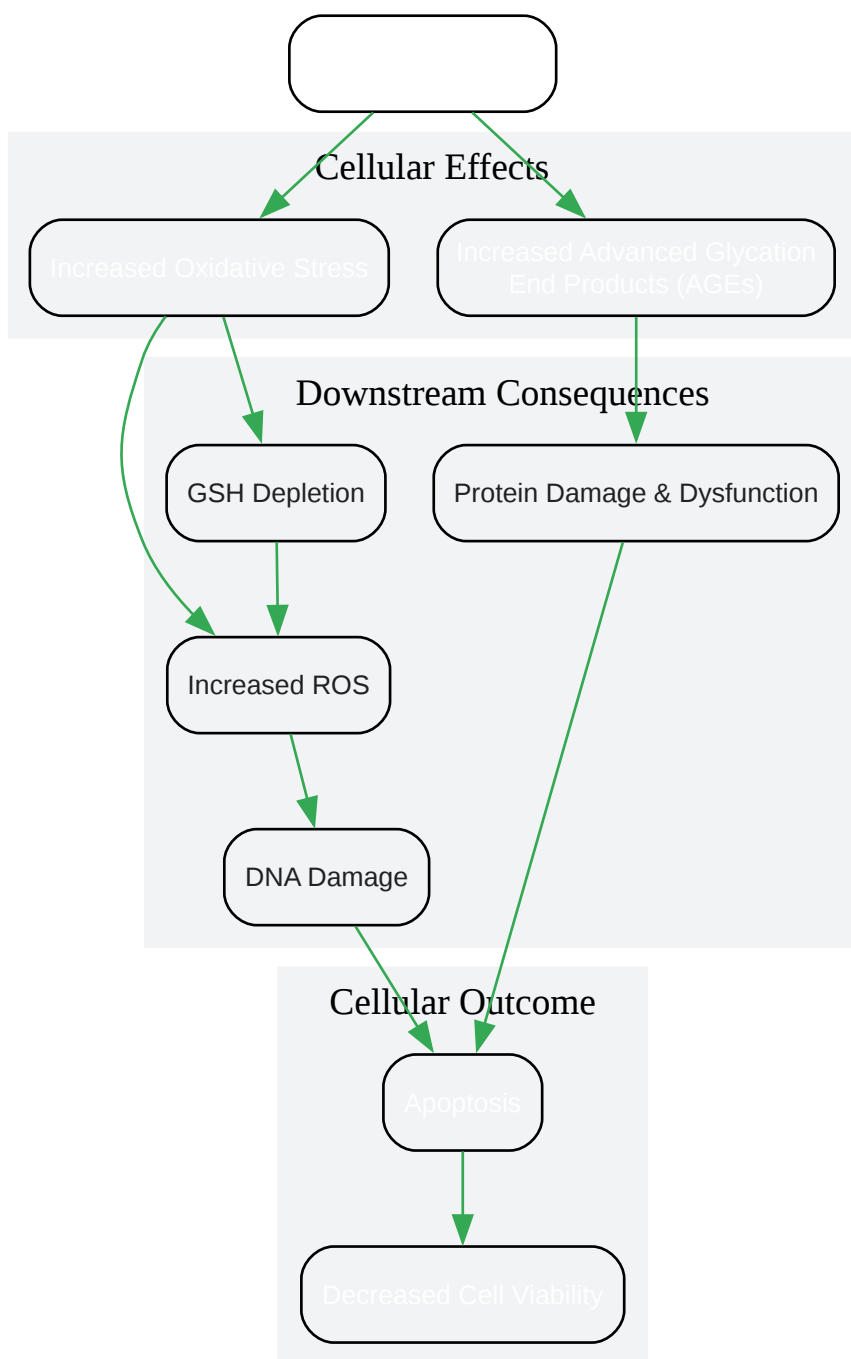 Cellular Effects
Increased Oxidative Stress
Increased Advanced Glycation
End Products (AGEs)
Downstream Consequences
GSH Depletion
Protein Damage & Dysfunction
Increased ROS
DNA Damage
Cellular Outcome
Apoptosis
Decreased Cell Viability